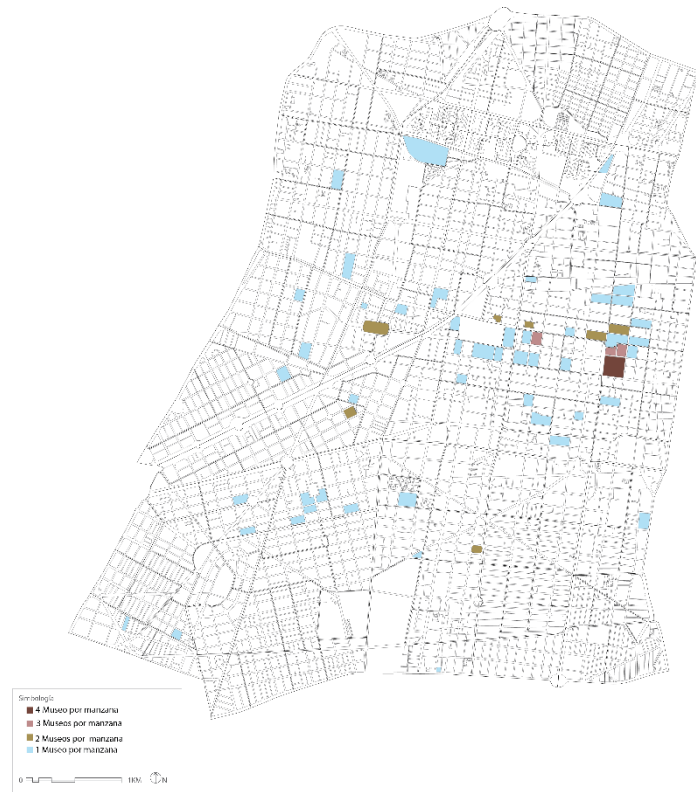 Simbología
4 Museo por manzana
3 Museos por manzana
2 Museos por manzana
1 Museo por manzana
0 1KM. N